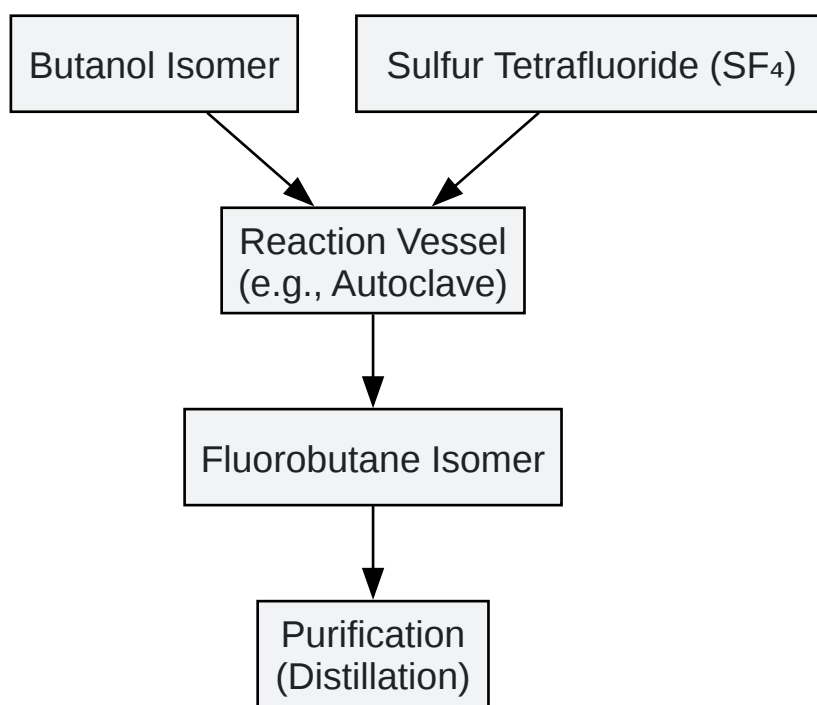 Butanol Isomer
Sulfur Tetrafluoride (SF₄)
Reaction Vessel
(e.g., Autoclave)
Fluorobutane Isomer
Purification
(Distillation)